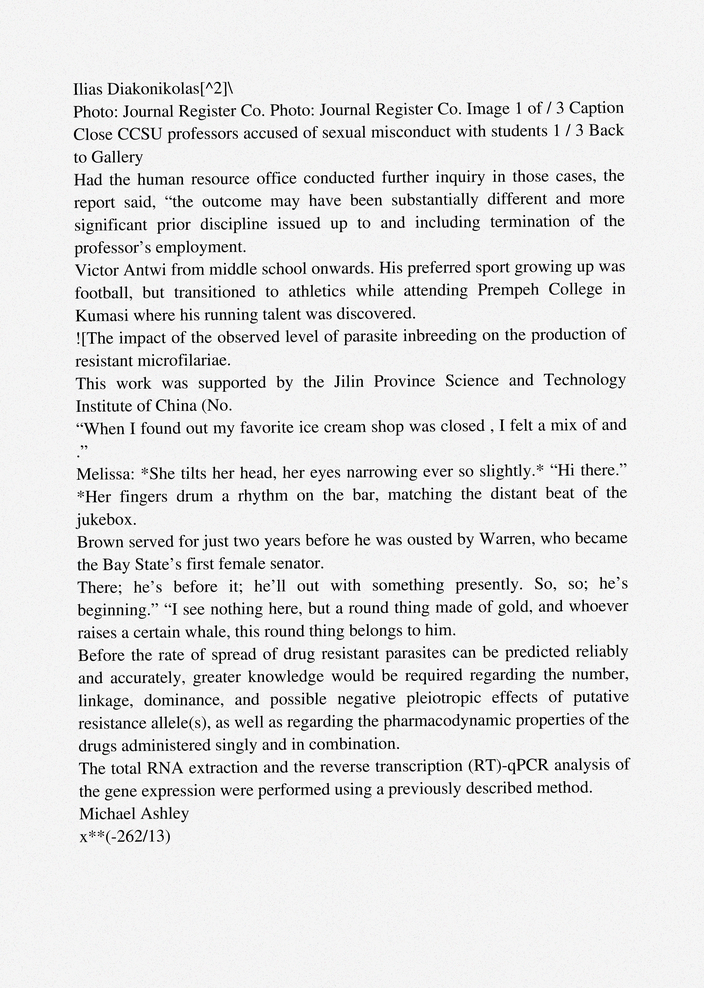 Ilias Diakonikolas[^2]\
Photo: Journal Register Co. Photo: Journal Register Co. Image 1 of / 3 Caption
Close CCSU professors accused of sexual misconduct with students 1 / 3 Back
to Gallery
Had the human resource office conducted further inquiry in those cases, the
report said, “the outcome may have been substantially different and more
significant prior discipline issued up to and including termination of the
professor’s employment.
Victor Antwi from middle school onwards. His preferred sport growing up was
football, but transitioned to athletics while attending Prempeh College in
Kumasi where his running talent was discovered.
![The impact of the observed level of parasite inbreeding on the production of
resistant microfilariae.
This work was supported by the Jilin Province Science and Technology
Institute of China (No.
“When I found out my favorite ice cream shop was closed , I felt a mix of and
.”
Melissa: *She tilts her head, her eyes narrowing ever so slightly.* “Hi there.”
*Her fingers drum a rhythm on the bar, matching the distant beat of the
jukebox.
Brown served for just two years before he was ousted by Warren, who became
the Bay State’s first female senator.
There; he’s before it; he’ll out with something presently. So, so; he’s
beginning.” “I see nothing here, but a round thing made of gold, and whoever
raises a certain whale, this round thing belongs to him.
Before the rate of spread of drug resistant parasites can be predicted reliably
and accurately, greater knowledge would be required regarding the number,
linkage, dominance, and possible negative pleiotropic effects of putative
resistance allele(s), as well as regarding the pharmacodynamic properties of the
drugs administered singly and in combination.
The total RNA extraction and the reverse transcription (RT)-qPCR analysis of
the gene expression were performed using a previously described method.
Michael Ashley
x**(-262/13)